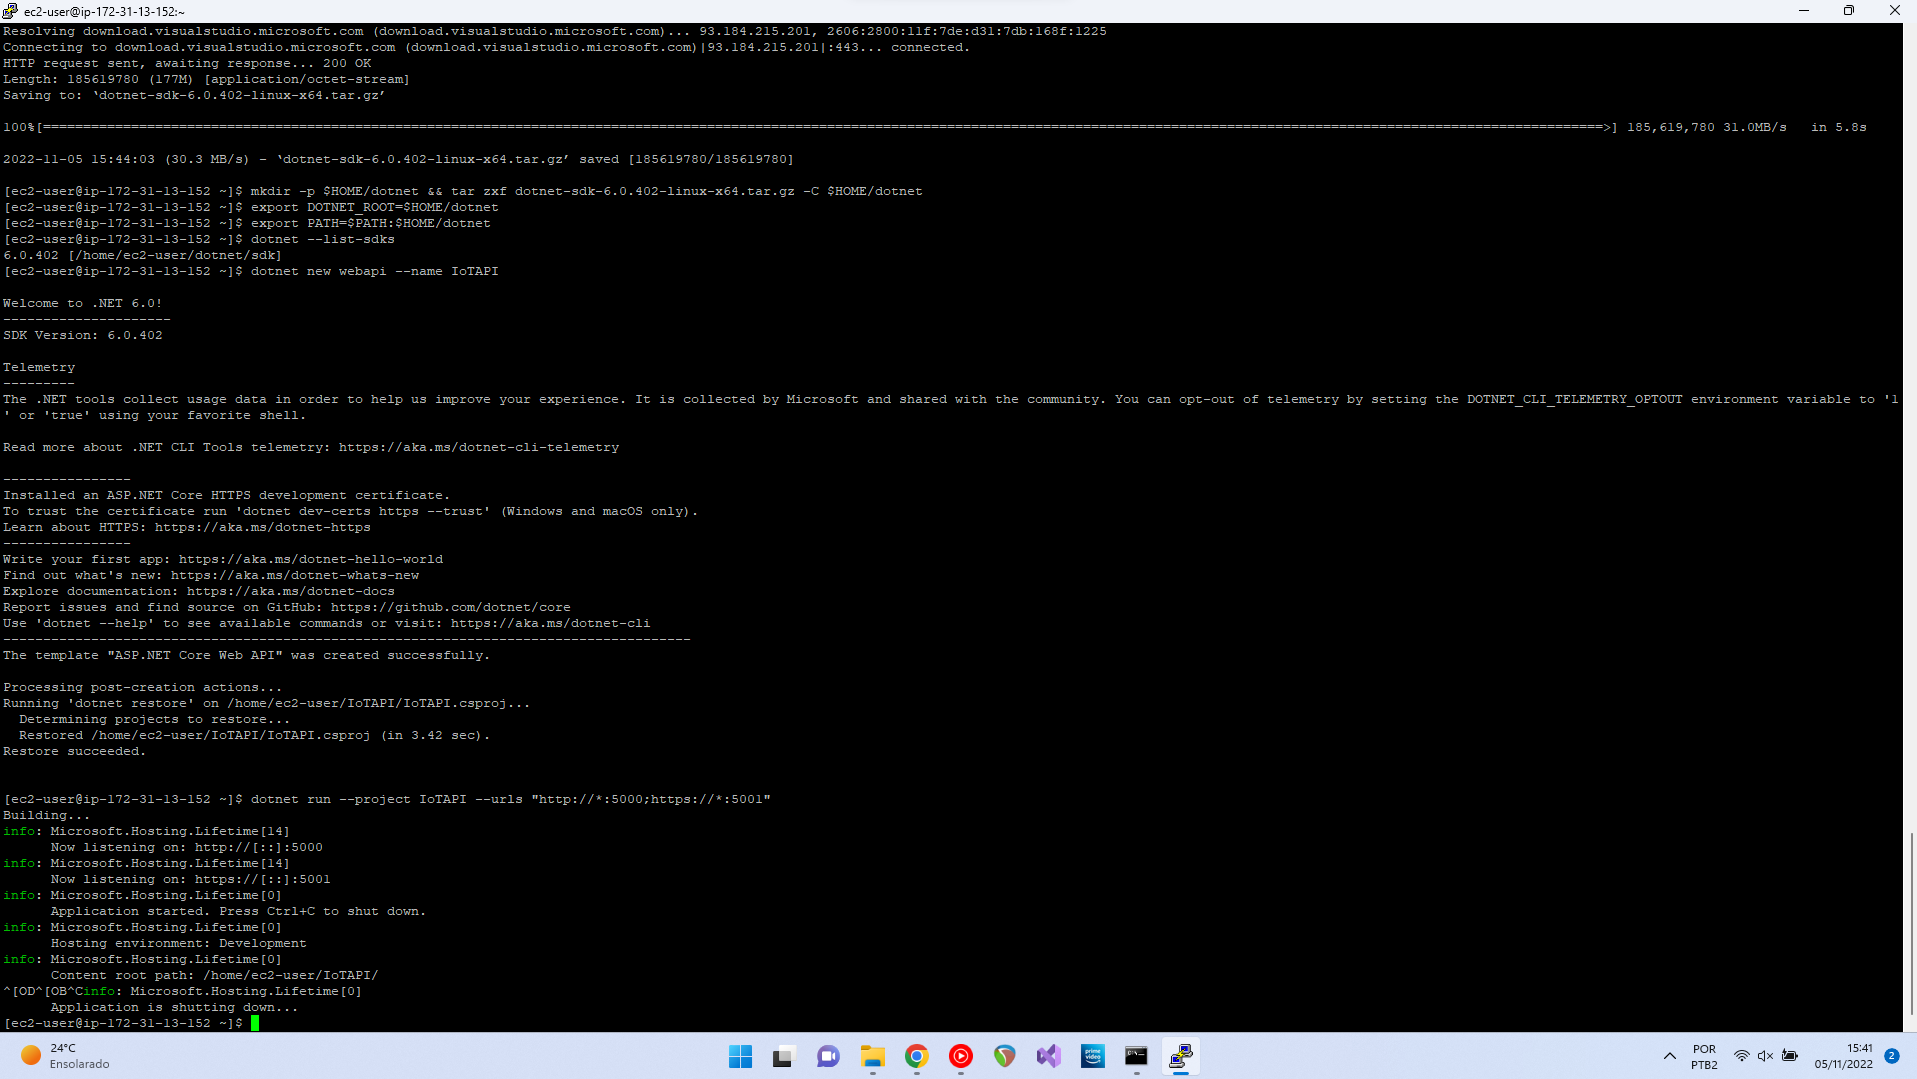 ec2-user@ip-172-31-13-152:~
Resolving download.visualstudio.microsoft.com (download.visualstudio.microsoft.com)... 93.184.215.201, 2606:2800:11f:7de:d31:7db:168f:1225
Connecting to download.visualstudio.microsoft.com (download.visualstudio.microsoft.com)|93.184.215.201|:443... connected.
HTTP request sent, awaiting response... 200 OK
Length: 185619780 (177M) [application/octet-stream]
Saving to: ‘dotnet-sdk-6.0.402-linux-x64.tar.gz’
100%[===================================================================================================================================================================================================>] 185,619,780 31.0MB/s   in 5.8s
2022-11-05 15:44:03 (30.3 MB/s) - ‘dotnet-sdk-6.0.402-linux-x64.tar.gz’ saved [185619780/185619780]
[ec2-user@ip-172-31-13-152 ~]$ mkdir -p $HOME/dotnet && tar zxf dotnet-sdk-6.0.402-linux-x64.tar.gz -C $HOME/dotnet
[ec2-user@ip-172-31-13-152 ~]$ export DOTNET_ROOT=$HOME/dotnet
[ec2-user@ip-172-31-13-152 ~]$ export PATH=$PATH:$HOME/dotnet
[ec2-user@ip-172-31-13-152 ~]$ dotnet --list-sdks
6.0.402 [/home/ec2-user/dotnet/sdk]
[ec2-user@ip-172-31-13-152 ~]$ dotnet new webapi --name IoTAPI
Welcome to .NET 6.0!
---------------------
SDK Version: 6.0.402
Telemetry
---------
The .NET tools collect usage data in order to help us improve your experience. It is collected by Microsoft and shared with the community. You can opt-out of telemetry by setting the DOTNET_CLI_TELEMETRY_OPTOUT environment variable to '1
' or 'true' using your favorite shell.
Read more about .NET CLI Tools telemetry: https://aka.ms/dotnet-cli-telemetry
----------------
Installed an ASP.NET Core HTTPS development certificate.
To trust the certificate run 'dotnet dev-certs https --trust' (Windows and macOS only).
Learn about HTTPS: https://aka.ms/dotnet-https
----------------
Write your first app: https://aka.ms/dotnet-hello-world
Find out what's new: https://aka.ms/dotnet-whats-new
Explore documentation: https://aka.ms/dotnet-docs
Report issues and find source on GitHub: https://github.com/dotnet/core
Use 'dotnet --help' to see available commands or visit: https://aka.ms/dotnet-cli
--------------------------------------------------------------------------------------
The template "ASP.NET Core Web API" was created successfully.
Processing post-creation actions...
Running 'dotnet restore' on /home/ec2-user/IoTAPI/IoTAPI.csproj...
  Determining projects to restore...
  Restored /home/ec2-user/IoTAPI/IoTAPI.csproj (in 3.42 sec).
Restore succeeded.
[ec2-user@ip-172-31-13-152 ~]$ dotnet run --project IoTAPI --urls "http://*:5000;https://*:5001"
Building...
info: Microsoft.Hosting.Lifetime[14]
      Now listening on: http://[::]:5000
info: Microsoft.Hosting.Lifetime[14]
      Now listening on: https://[::]:5001
info: Microsoft.Hosting.Lifetime[0]
      Application started. Press Ctrl+C to shut down.
info: Microsoft.Hosting.Lifetime[0]
      Hosting environment: Development
info: Microsoft.Hosting.Lifetime[0]
      Content root path: /home/ec2-user/IoTAPI/
^[OD^[OB^Cinfo: Microsoft.Hosting.Lifetime[0]
      Application is shutting down...
[ec2-user@ip-172-31-13-152 ~]$
24°C
Ensolarado
prime video
C:\
POR
PTB2
15:41
05/11/2022
2